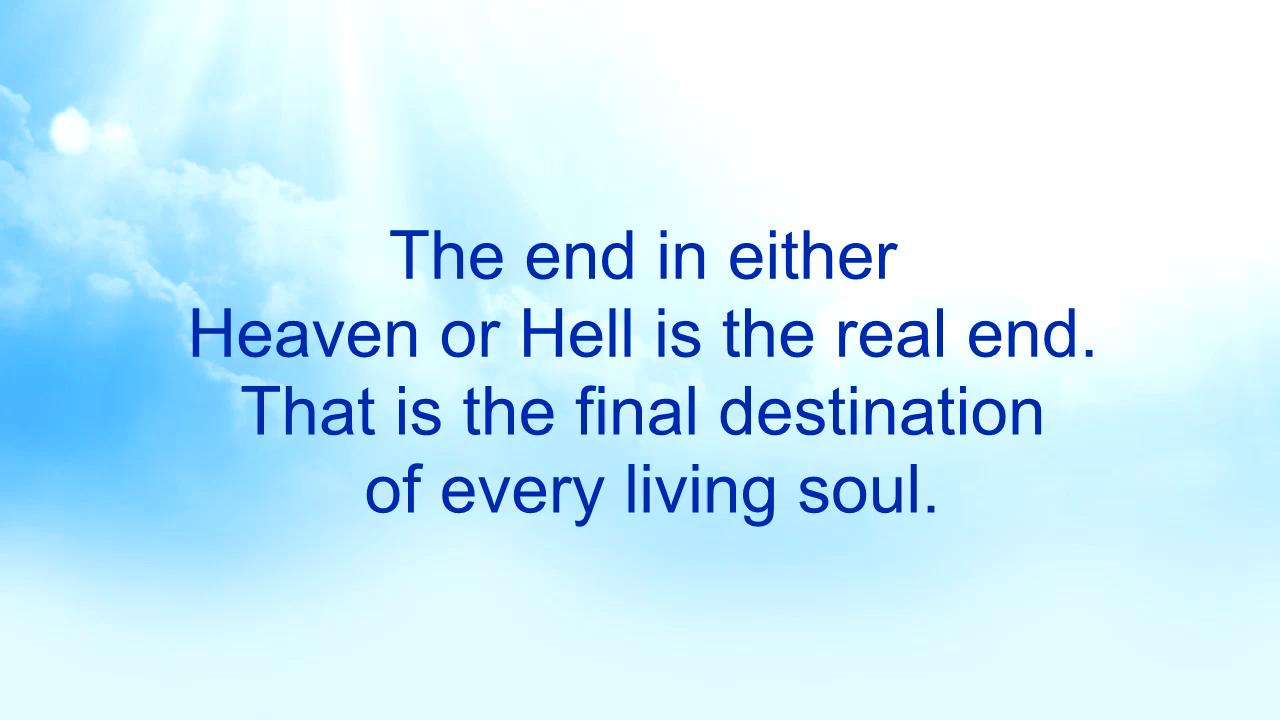 The end in either
Heaven or Hell is the real end.
That is the final destination
of every living soul.